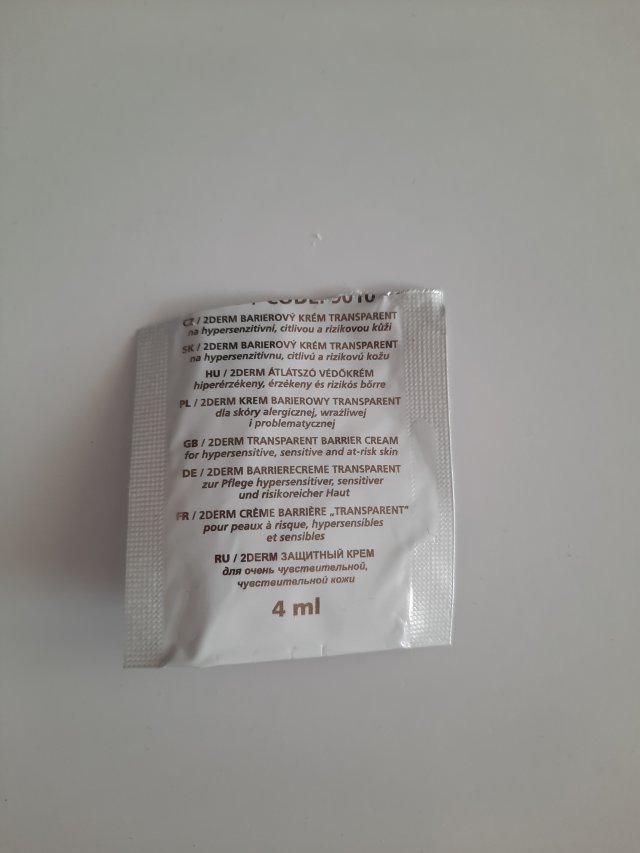 CZ / 2DERM BARIEROVÝ KRÉM TRANSPARENT
na hypersenzitivní, citlivou a rizikovou kůži
SK / 2DERM BARIEROVÝ KRÉM TRANSPARENT
na hypersenzitívnu, citlivú a rizikovú kožu
HU / 2DERM ÁTLÁTSZÓ VÉDŐKRÉM
hiperérzékeny, érzékeny és rizikós bőrre
PL / 2DERM KREM BARIEROWY TRANSPARENT
dla skóry alergicznej, wrażliwej
i problematycznej
GB / 2DERM TRANSPARENT BARRIER CREAM
for hypersensitive, sensitive and at-risk skin
DE / 2DERM BARRIERECREME TRANSPARENT
zur Pflege hypersensitiver, sensitiver
und risikoreicher Haut
FR / 2DERM CRÈME BARRIÈRE „TRANSPARENT“
pour peaux à risque, hypersensibles
et sensibles
RU / 2DERM ЗАЩИТНЫЙ КРЕМ
для очень чувствительной,
чувствительной кожи
4 ml